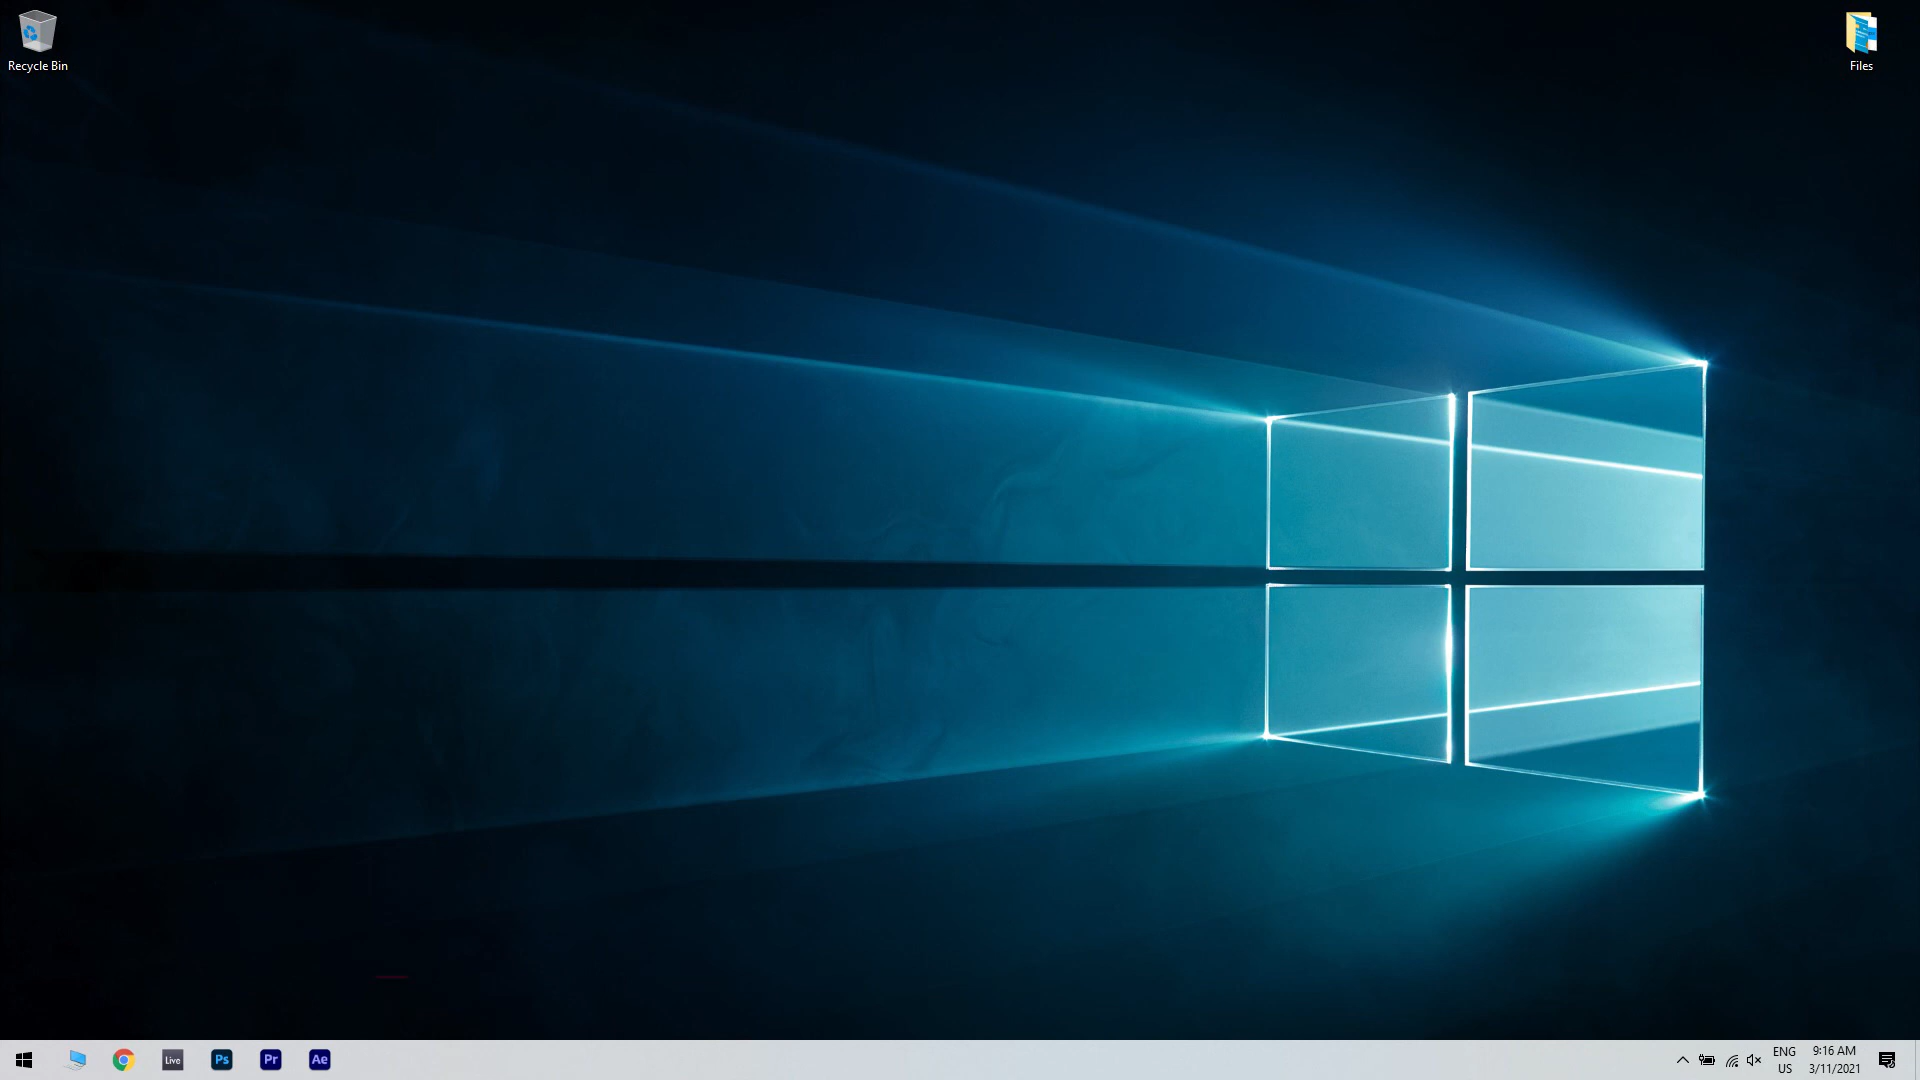 Recycle Bin
Files
Live
Ps
Pr
Ae
ENG
US
9:16 AM
3/11/2021